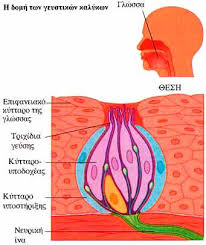 Η δομή των γευστικών καλύκων
Γλώσσα
ΘΕΣΗ
Επιφανειακό
κύτταρο της
γλώσσας
Τριχίδια
γεύσης
Κύτταρο-
υποδοχέας
Κύτταρο
υποστήριξης
Νευρική
ίνα